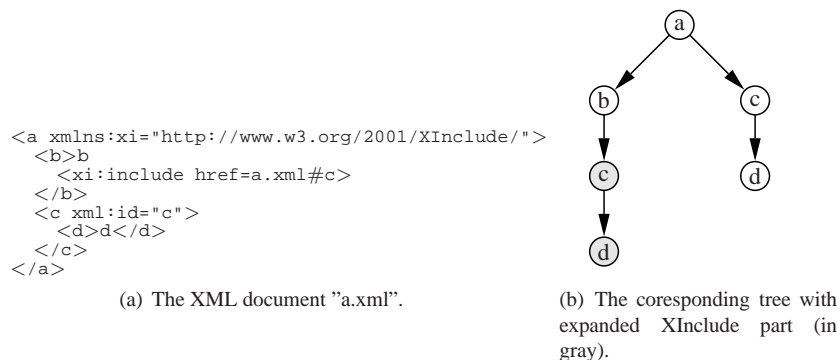 <a xmlns:xi="http://www.w3.org/2001/XInclude/">
<b>b
<xi:include href=a.xml#c>
</b>
<c xml:id="c">
<d>d</d>
</c>
</a>
(a) The XML document ”a.xml”.
a
b
c
c
d
d
(b) The coresponding tree with
expanded XInclude part (in
gray).